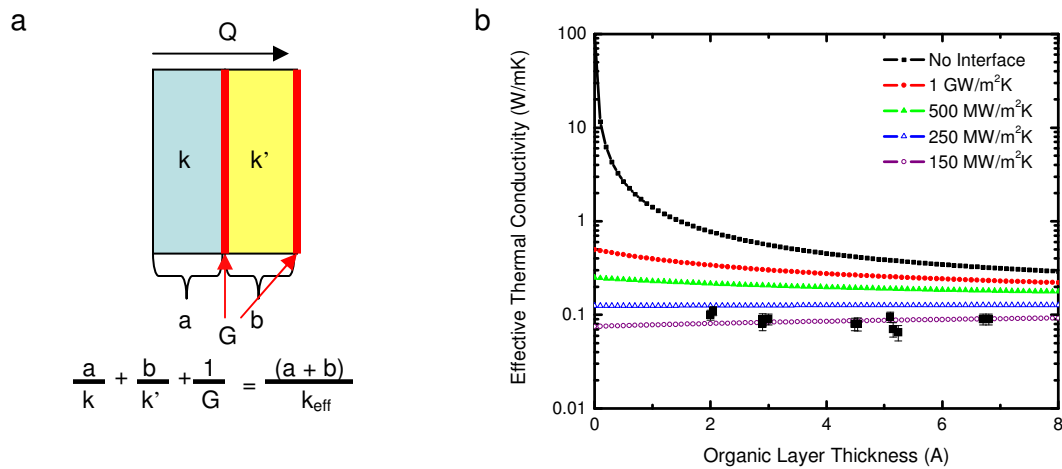 a
Q
k
k'
a
b
G
a/k + b/k' + 1/G = (a + b)/k_eff
b
Effective Thermal Conductivity (W/mK)
100
10
1
0.1
0.01
0
2
4
6
8
Organic Layer Thickness (A)
No Interface
1 GW/m²K
500 MW/m²K
250 MW/m²K
150 MW/m²K